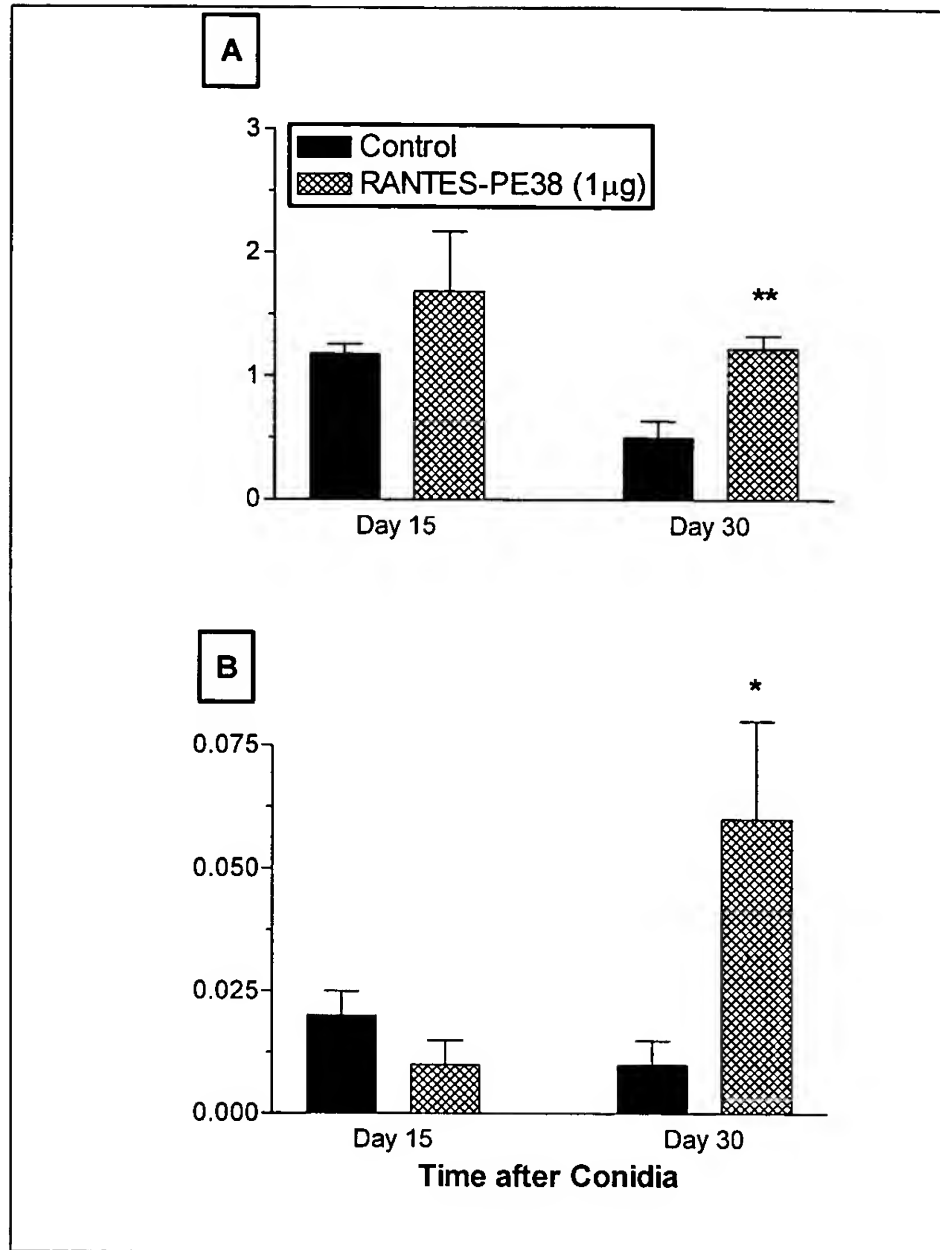 A
3
2
1
0
Control
RANTES-PE38 (1µg)
**
Day 15 Day 30
B
*
0.075
0.050
0.025
0.000
Day 15 Day 30
Time after Conidia